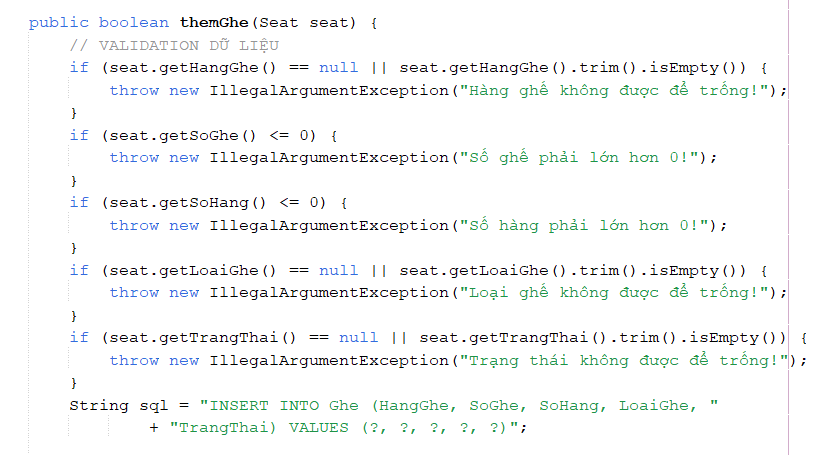 public boolean themGhe(Seat seat) {
// VALIDATION DỮ LIỆU
if (seat.getHangGhe() == null || seat.getHangGhe().trim().isEmpty()) {
throw new IllegalArgumentException("Hàng ghế không được để trống!");
}
if (seat.getSoGhe() <= 0) {
throw new IllegalArgumentException("Số ghế phải lớn hơn 0!");
}
if (seat.getSoHang() <= 0) {
throw new IllegalArgumentException("Số hàng phải lớn hơn 0!");
}
if (seat.getLoaiGhe() == null || seat.getLoaiGhe().trim().isEmpty()) {
throw new IllegalArgumentException("Loại ghế không được để trống!");
}
if (seat.getTrangThai() == null || seat.getTrangThai().trim().isEmpty()) {
throw new IllegalArgumentException("Trạng thái không được để trống!");
}
String sql = "INSERT INTO Ghe (HangGhe, SoGhe, SoHang, LoaiGhe, "
+ "TrangThai) VALUES (?, ?, ?, ?, ?)";